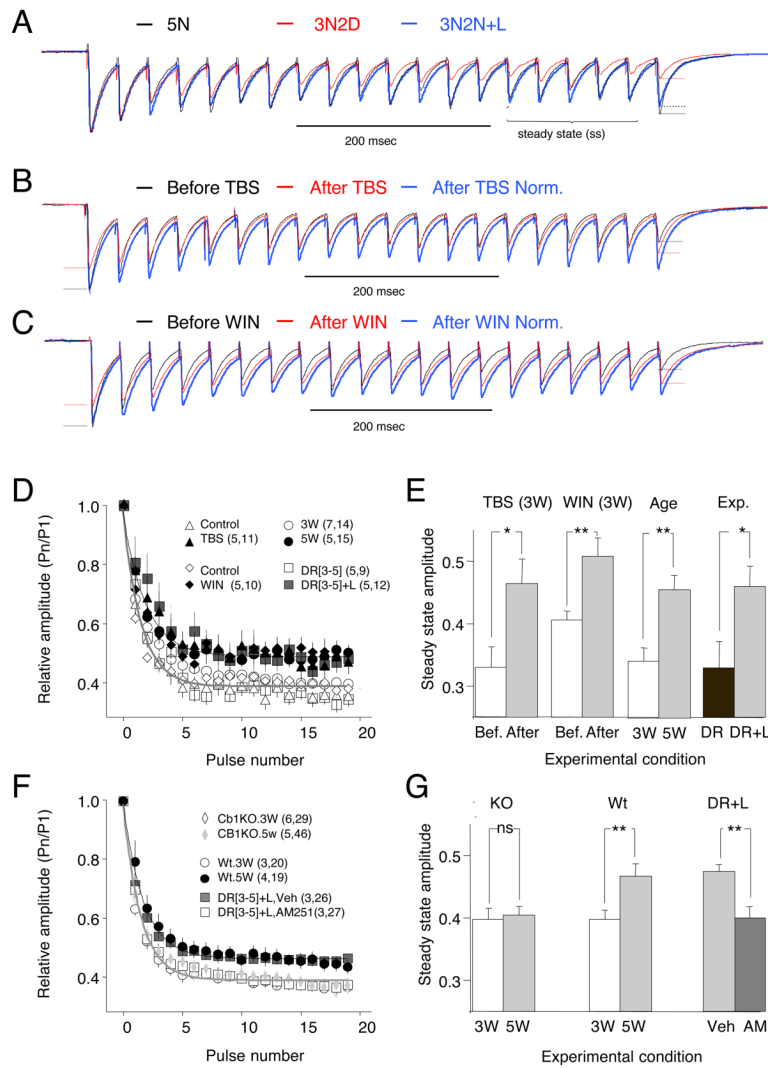 A
5N 3N2D 3N2N+L
200 msec
steady state (ss)
B
Before TBS After TBS After TBS Norm.
200 msec
C
Before WIN After WIN After WIN Norm.
200 msec
D
Relative amplitude (Pn/P1)
1.0
0.8
0.6
0.4
0 5 10 15 20
Pulse number
Control
TBS (5,11)
3W (7,14)
5W (5,15)
Control
WIN (5,10)
DR[3-5] (5,9)
DR[3-5]+L (5,12)
E
TBS (3W) WIN (3W) Age Exp.
* ** ** *
Steady state amplitude
0.5
0.4
0.3
Bef. After Bef. After 3W 5W DR DR+L
Experimental condition
F
Relative amplitude (Pn/P1)
1.0
0.8
0.6
0.4
0 5 10 15 20
Pulse number
Cb1KO.3W (6,29)
CB1KO.5w (5,46)
Wt.3W (3,20)
Wt.5W (4,19)
DR[3-5]+L,Veh (3,26)
DR[3-5]+L,AM251(3,27)
G
KO Wt DR+L
ns ** **
Steady state amplitude
0.5
0.4
0.3
3W 5W 3W 5W Veh AM
Experimental condition